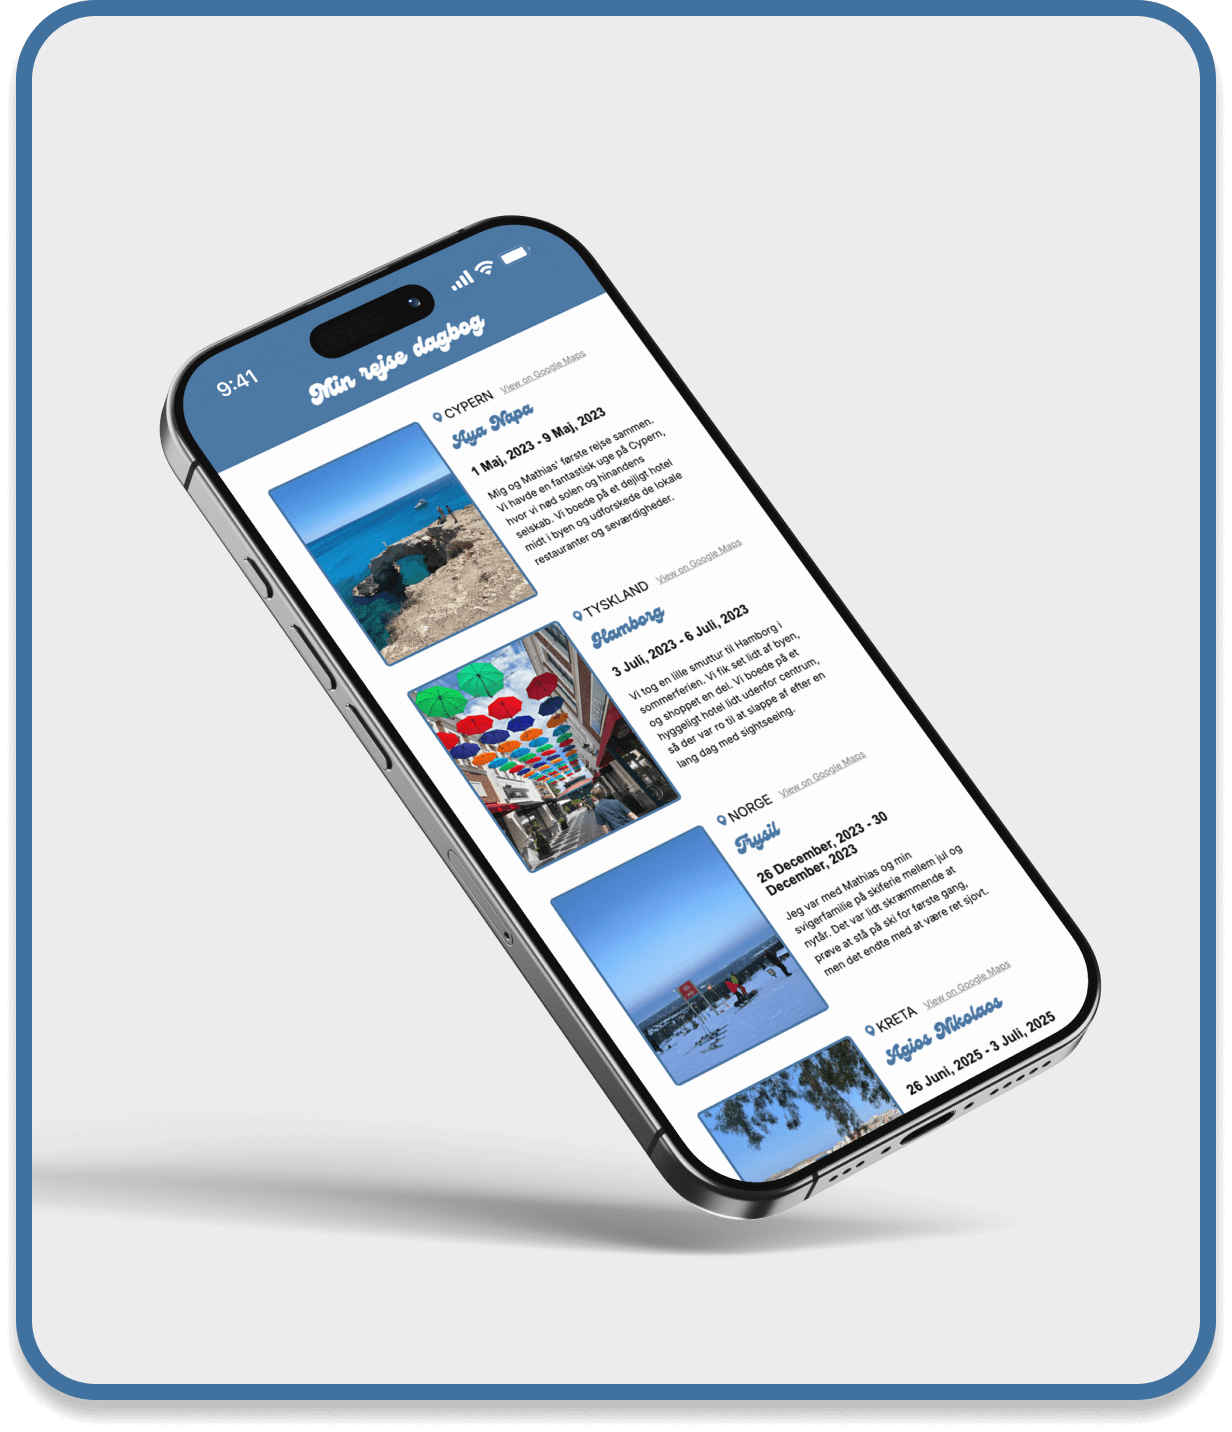 9:41
Min rejse dagbog
CYPERN View on Google Maps
Aya Napa
1 Maj, 2023 - 9 Maj, 2023
Mig og Mathias' første rejse sammen.
Vi havde en fantastisk uge på Cypern,
hvor vi nød solen og hinandens
selskab. Vi boede på et dejligt hotel
midt i byen og udforskede de lokale
restauranter og seværdigheder.
TYSKLAND View on Google Maps
Hamborg
3 Juli, 2023 - 6 Juli, 2023
Vi tog en lille smuttur til Hamborg i
sommerferien. Vi fik set lidt af byen,
og shoppet en del. Vi boede på et
hyggeligt hotel lidt udenfor centrum,
så der var ro til at slappe af efter en
lang dag med sightseeing.
NORGE View on Google Maps
Trysil
26 December, 2023 - 30
December, 2023
Jeg var med Mathias og min
svigerfamilie på skiferie mellem jul og
nytår. Det var lidt skræmmende at
prøve at stå på ski for første gang,
men det endte med at være ret sjovt.
KRETA View on Google Maps
Agios Nikolaos
26 Juni, 2025 - 3 Juli, 2025